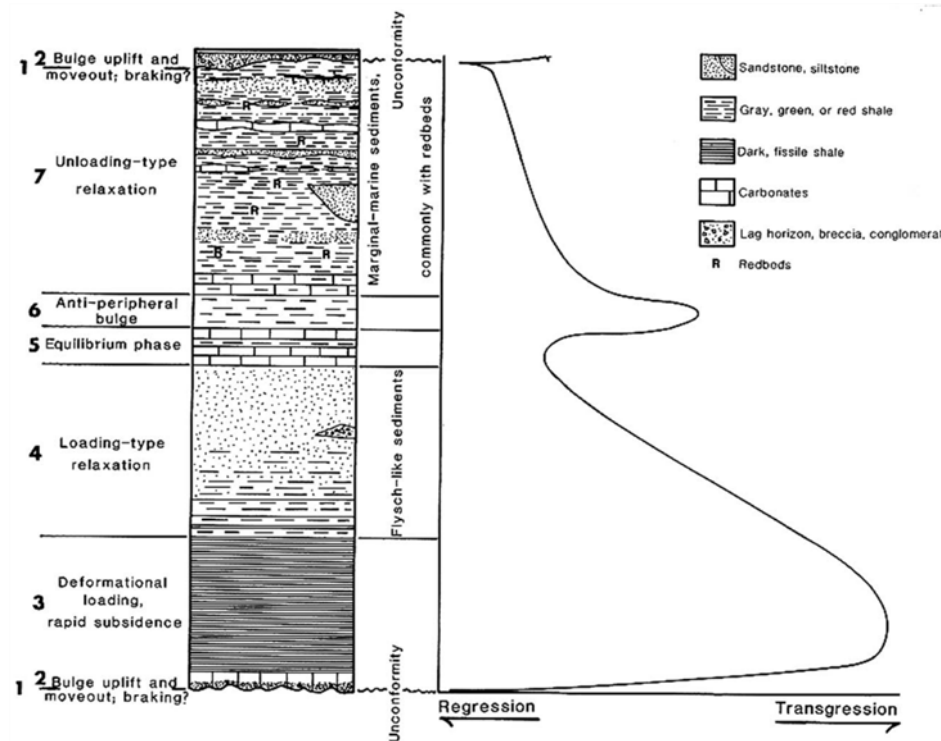 1 2 Bulge uplift and
moveout; braking?
7 Unloading-type
relaxation
6 Anti-peripheral
bulge
5 Equilibrium phase
4 Loading-type
relaxation
3 Deformational
loading,
rapid subsidence
1 2 Bulge uplift and
moveout; braking?
R
R
R
R
R
R
Unconformity
Marginal-marine sediments,
commonly with redbeds
Flysch-like sediments
Unconformity
Regression
Transgression
Sandstone, siltstone
Gray, green, or red shale
Dark, fissile shale
Carbonates
Lag horizon, breccia, conglomerat
R Redbeds